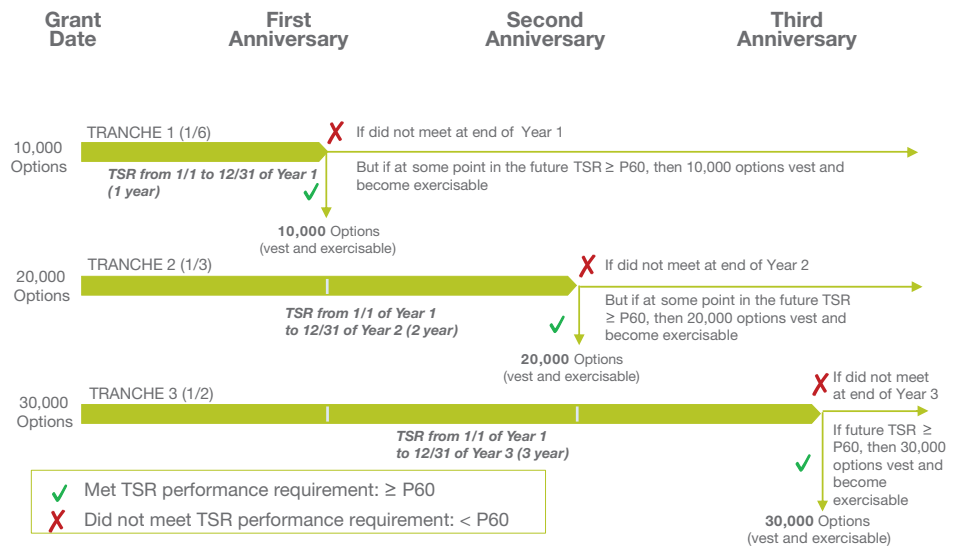 Grant
Date
First
Anniversary
Second
Anniversary
Third
Anniversary
TRANCHE 1 (1/6)
10,000
Options
If did not meet at end of Year 1
TSR from 1/1 to 12/31 of Year 1
(1 year)
But if at some point in the future TSR ≥ P60, then 10,000 options vest and
become exercisable
10,000 Options
(vest and exercisable)
TRANCHE 2 (1/3)
20,000
Options
If did not meet at end of Year 2
TSR from 1/1 of Year 1
to 12/31 of Year 2 (2 year)
But if at some point in the future TSR
≥ P60, then 20,000 options vest and
become exercisable
20,000 Options
(vest and exercisable)
TRANCHE 3 (1/2)
30,000
Options
If did not meet
at end of Year 3
TSR from 1/1 of Year 1
to 12/31 of Year 3 (3 year)
If future TSR ≥
P60, then 30,000
options vest and
become
exercisable
30,000 Options
(vest and exercisable)
Met TSR performance requirement: ≥ P60
Did not meet TSR performance requirement: < P60